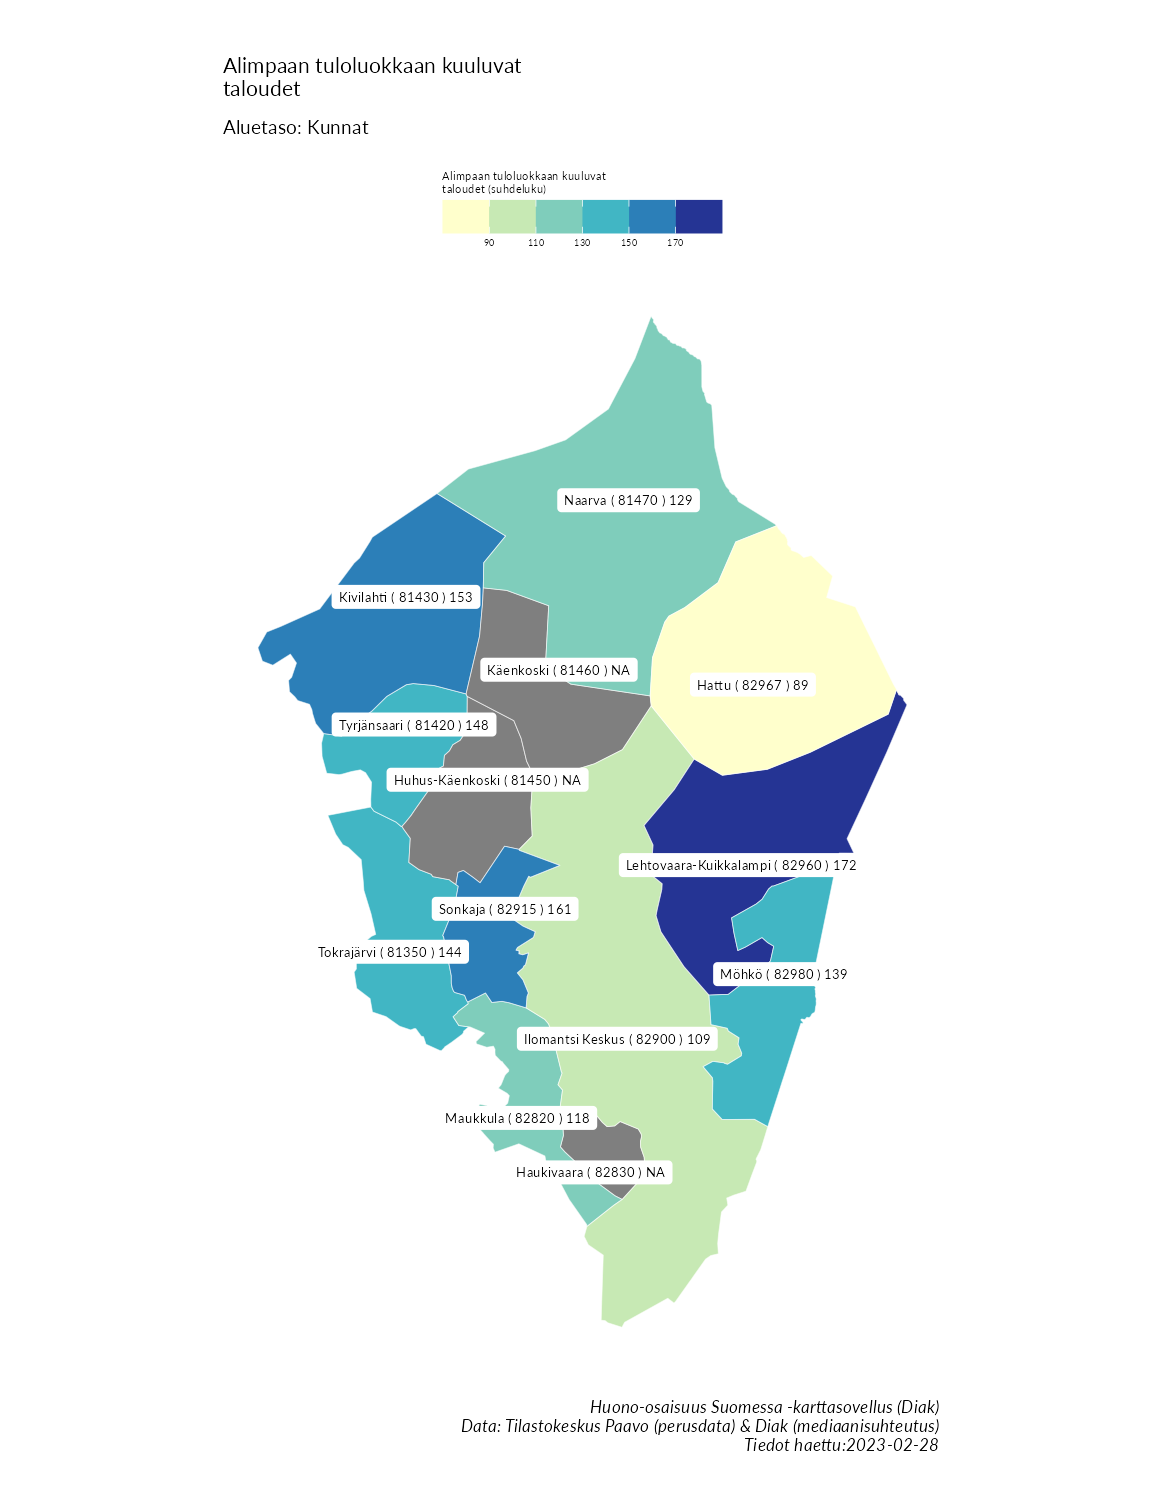 Alimpaan tuloluokkaan kuuluvat
taloudet
Aluetaso: Kunnat
Alimpaan tuloluokkaan kuuluvat
taloudet (suhdeluku)
90 110 130 150 170
Naarva ( 81470 ) 129
Kivilahti ( 81430 ) 153
Käenkoski ( 81460 ) NA
Hattu ( 82967 ) 89
Tyrjänsaari ( 81420 ) 148
Huhus-Käenkoski ( 81450 ) NA
Lehtovaara-Kuikkalampi ( 82960 ) 172
Sonkaja ( 82915 ) 161
Tokrajärvi ( 81350 ) 144
Möhkö ( 82980 ) 139
Ilomantsi Keskus ( 82900 ) 109
Maukkula ( 82820 ) 118
Haukivaara ( 82830 ) NA
Huono-osaisuus Suomessa -karttasovellus (Diak)
Data: Tilastokeskus Paavo (perusdata) & Diak (mediaanisuhteutus)
Tiedot haettu:2023-02-28